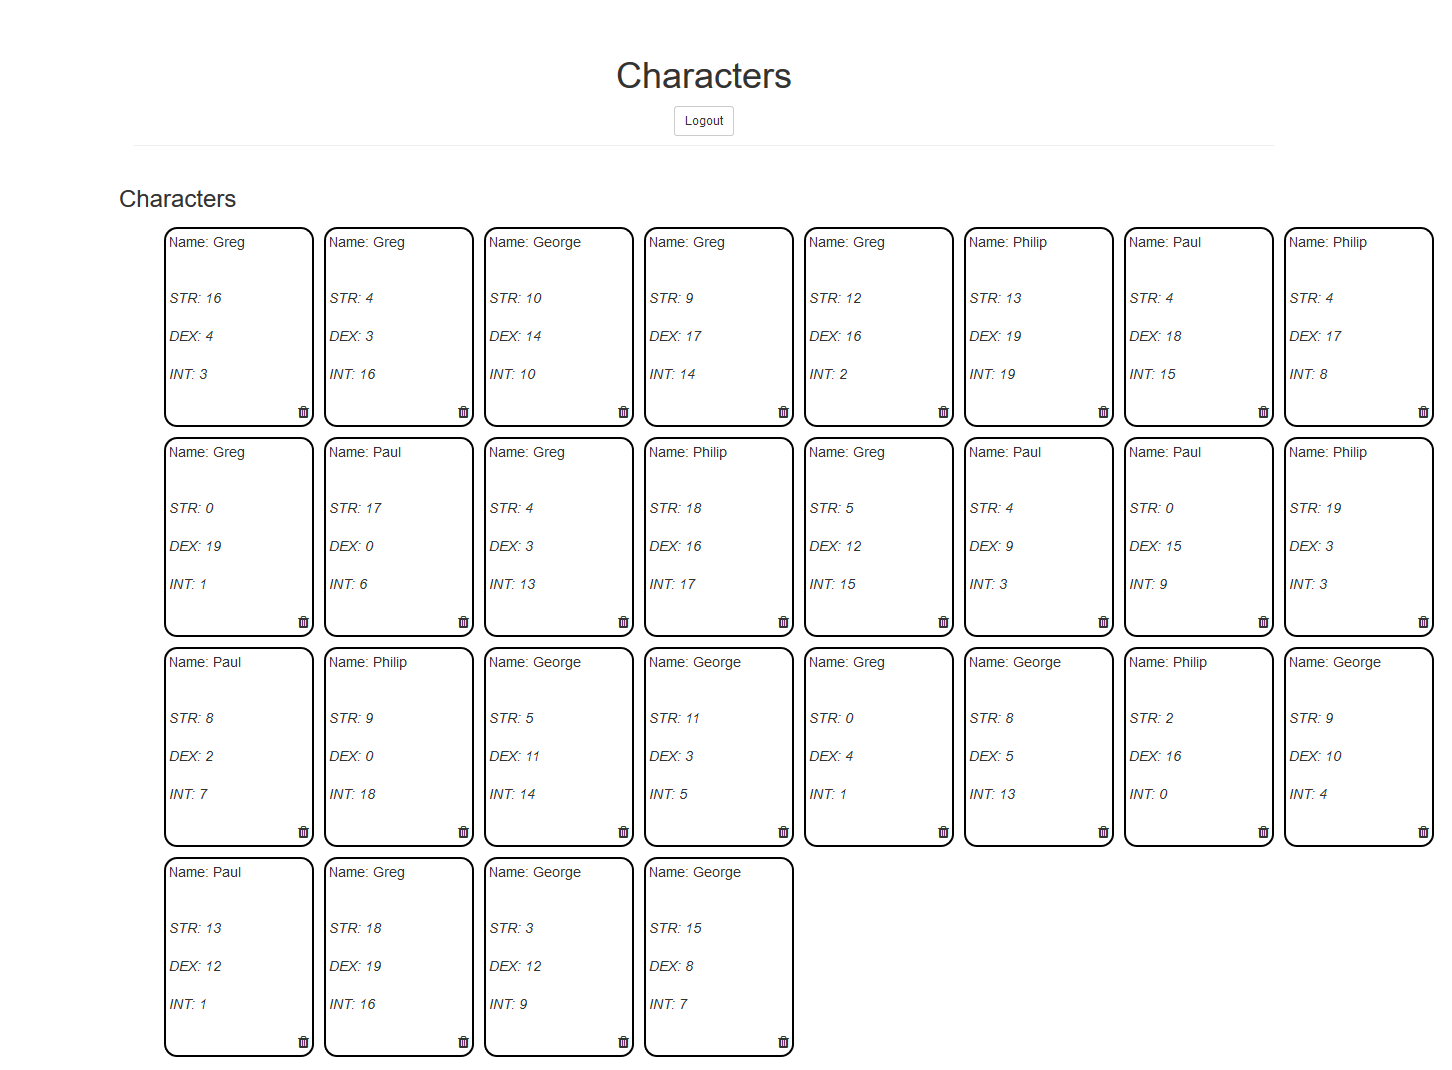 Characters
Logout
Characters
Name: Greg
STR: 16
DEX: 4
INT: 3
Name: Greg
STR: 4
DEX: 3
INT: 16
Name: George
STR: 10
DEX: 14
INT: 10
Name: Greg
STR: 9
DEX: 17
INT: 14
Name: Greg
STR: 12
DEX: 16
INT: 2
Name: Philip
STR: 13
DEX: 19
INT: 19
Name: Paul
STR: 4
DEX: 18
INT: 15
Name: Philip
STR: 4
DEX: 17
INT: 8
Name: Greg
STR: 0
DEX: 19
INT: 1
Name: Paul
STR: 17
DEX: 0
INT: 6
Name: Greg
STR: 4
DEX: 3
INT: 13
Name: Philip
STR: 18
DEX: 16
INT: 17
Name: Greg
STR: 5
DEX: 12
INT: 15
Name: Paul
STR: 4
DEX: 9
INT: 3
Name: Paul
STR: 0
DEX: 15
INT: 9
Name: Philip
STR: 19
DEX: 3
INT: 3
Name: Paul
STR: 8
DEX: 2
INT: 7
Name: Philip
STR: 9
DEX: 0
INT: 18
Name: George
STR: 5
DEX: 11
INT: 14
Name: George
STR: 11
DEX: 3
INT: 5
Name: Greg
STR: 0
DEX: 4
INT: 1
Name: George
STR: 8
DEX: 5
INT: 13
Name: Philip
STR: 2
DEX: 16
INT: 0
Name: George
STR: 9
DEX: 10
INT: 4
Name: Paul
STR: 13
DEX: 12
INT: 1
Name: Greg
STR: 18
DEX: 19
INT: 16
Name: George
STR: 3
DEX: 12
INT: 9
Name: George
STR: 15
DEX: 8
INT: 7